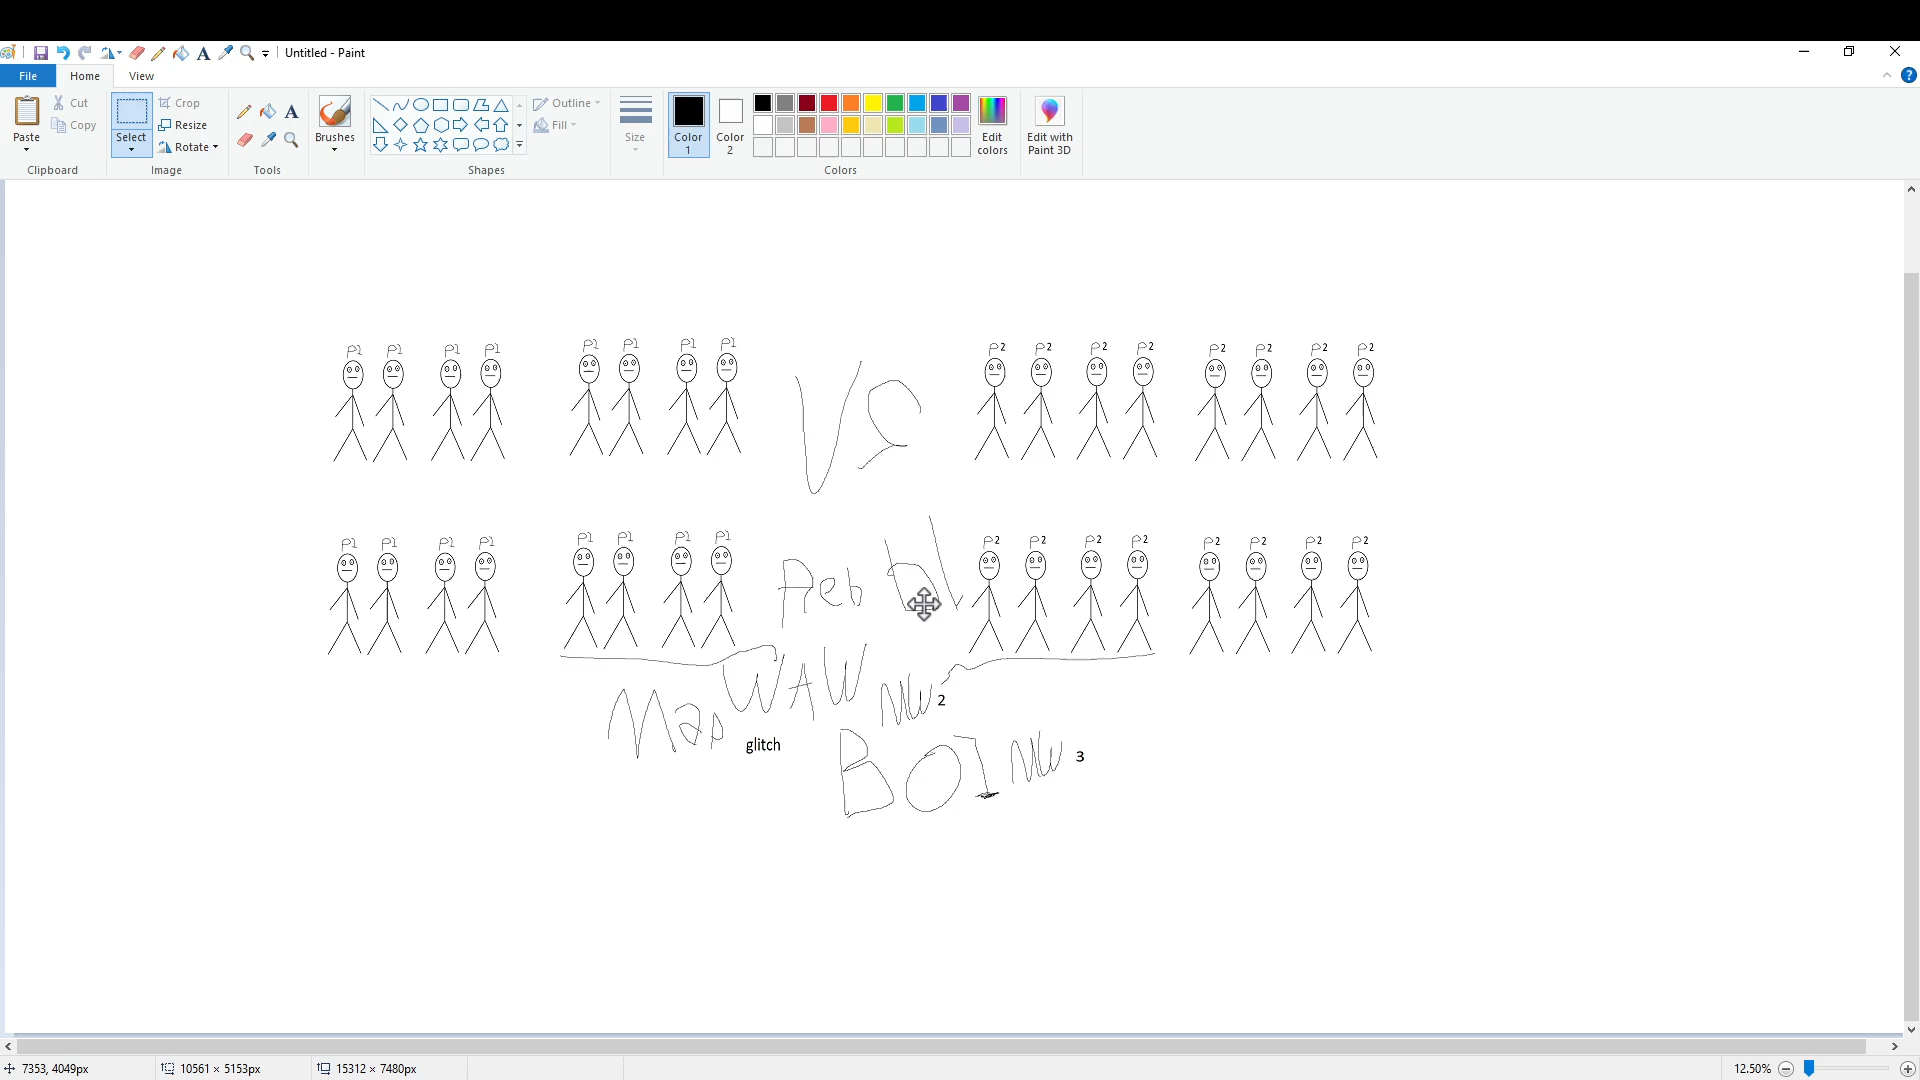 Untitled - Paint
File Home View
Paste
Cut
Copy
Clipboard
Select
Crop
Resize
Rotate
Image
Tools
Brushes
Shapes
Outline
Fill
Size
Color 1
Color 2
Edit colors
Colors
Edit with Paint 3D
P1 P1 P1 P1 P1 P1 P1 P1 P2 P2 P2 P2 P2 P2 P2 P2
VS
P1 P1 P1 P1 P1 P1 P1 P1 P2 P2 P2 P2 P2 P2 P2 P2
WAW
MW 2
Map
glitch
BO1 MW 3
7353, 4049px
10561 × 5153px
15312 × 7480px
12.50%